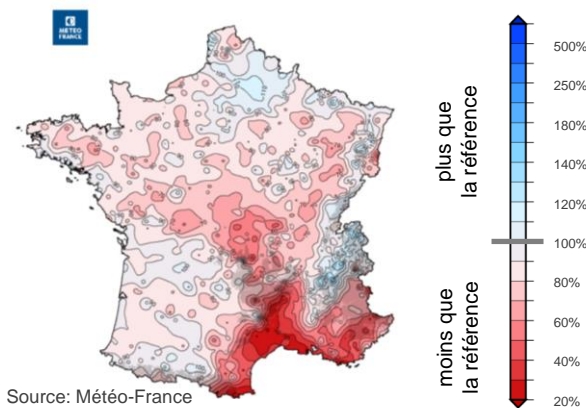 METEO
FRANCE
plus que
la référence
moins que
la référence
500%
250%
180%
140%
120%
100%
80%
60%
40%
20%
Source: Météo-France